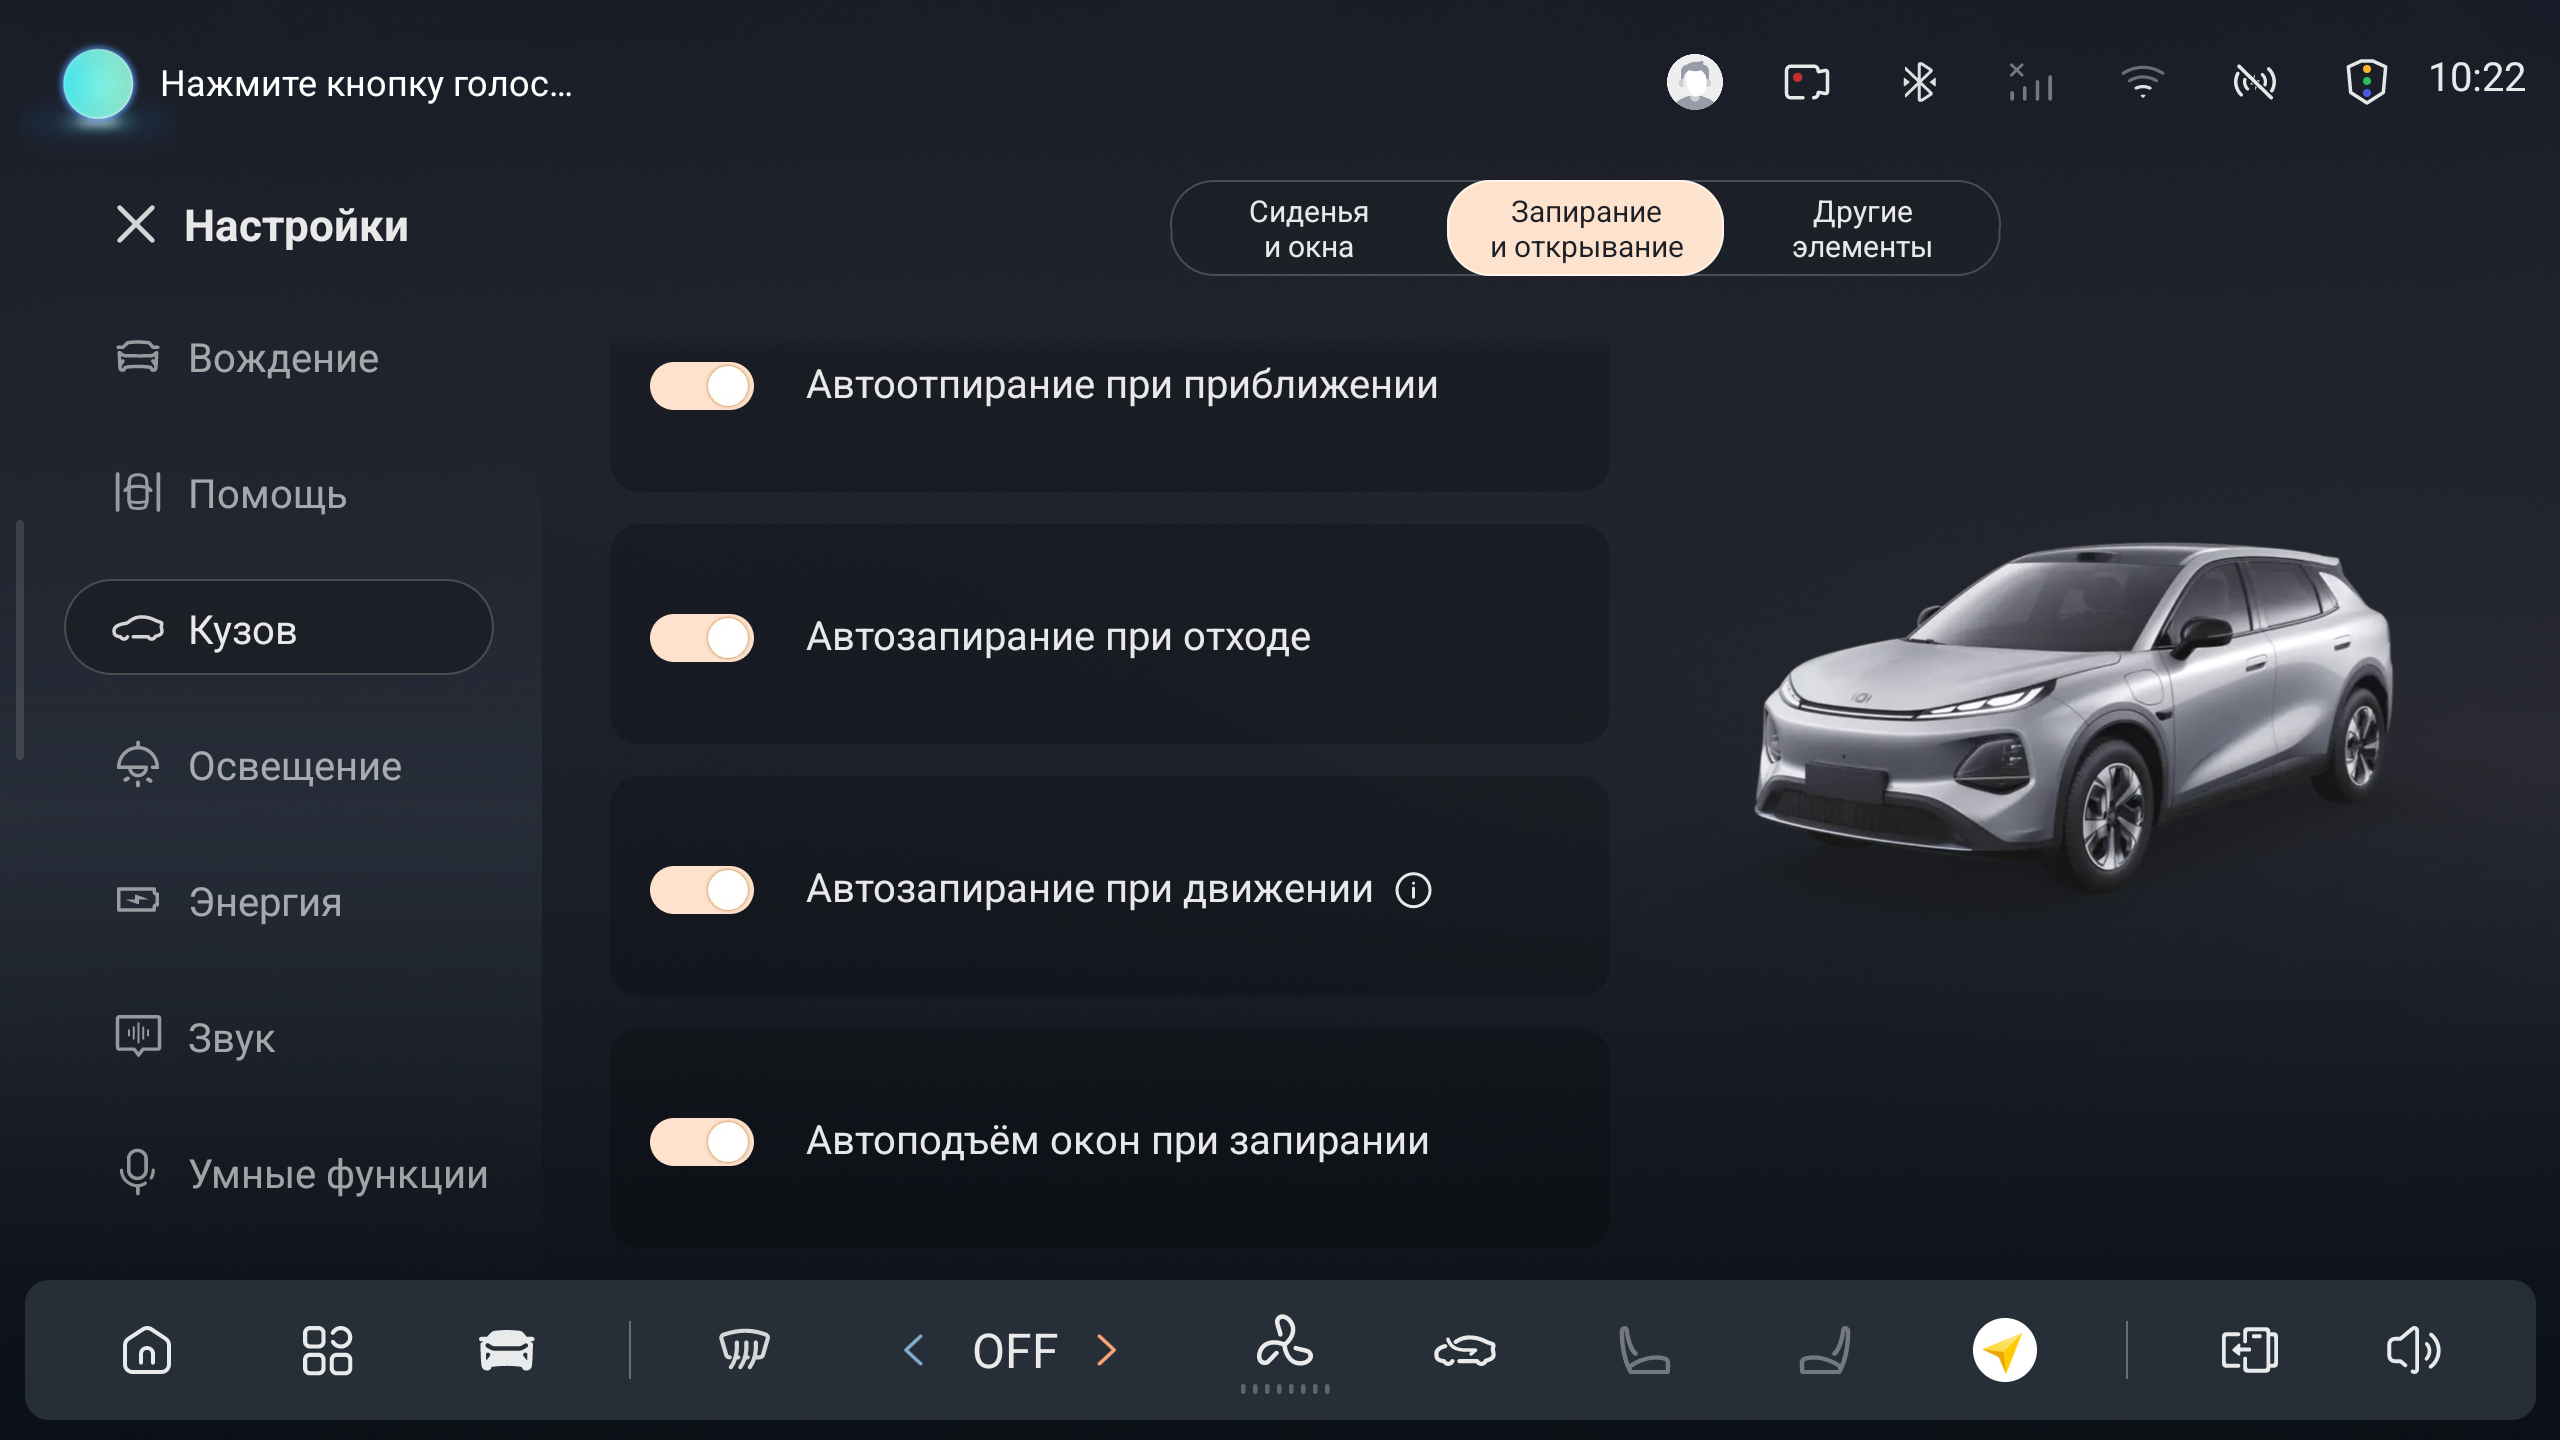 Нажмите кнопку голос...
10:22
Настройки
Сиденья
и окна
Запирание
и открывание
Другие
элементы
Вождение
Помощь
Кузов
Освещение
Энергия
Звук
Умные функции
Автоотпирание при приближении
Автозапирание при отходе
Автозапирание при движении
Автоподъём окон при запирании
OFF